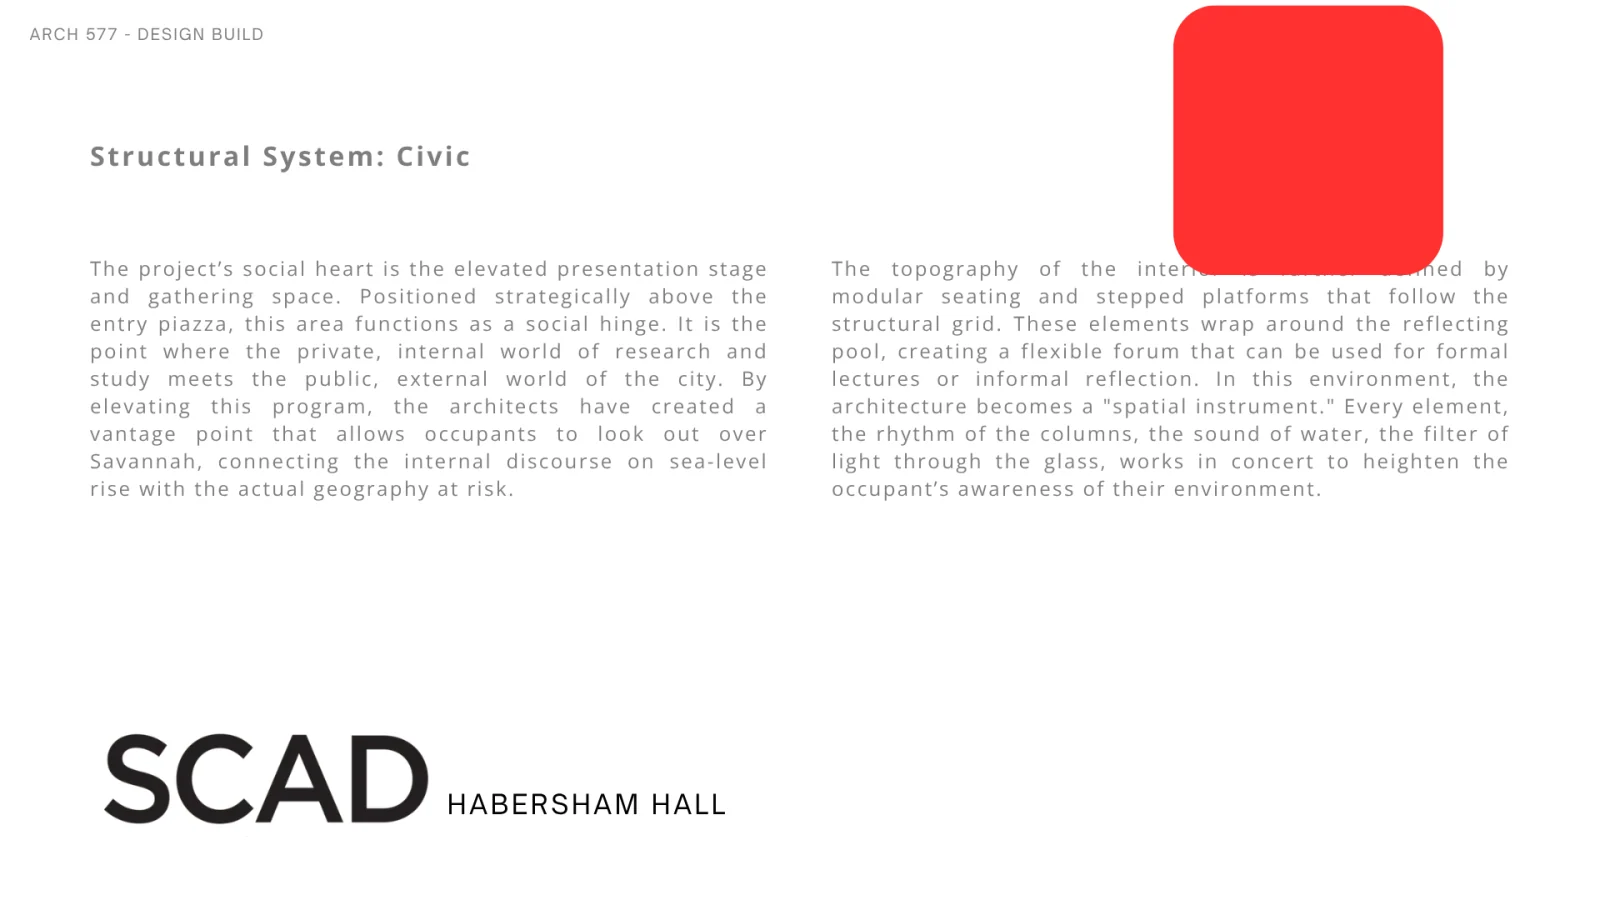 ARCH 577 - DESIGN BUILD
Structural System: Civic
The project’s social heart is the elevated presentation stage
and gathering space. Positioned strategically above the
entry piazza, this area functions as a social hinge. It is the
point where the private, internal world of research and
study meets the public, external world of the city. By
elevating this program, the architects have created a
vantage point that allows occupants to look out over
Savannah, connecting the internal discourse on sea-level
rise with the actual geography at risk.
The topography of the by
modular seating and stepped platforms that follow the
structural grid. These elements wrap around the reflecting
pool, creating a flexible forum that can be used for formal
lectures or informal reflection. In this environment, the
architecture becomes a "spatial instrument." Every element,
the rhythm of the columns, the sound of water, the filter of
light through the glass, works in concert to heighten the
occupant’s awareness of their environment.
SCAD HABERSHAM HALL